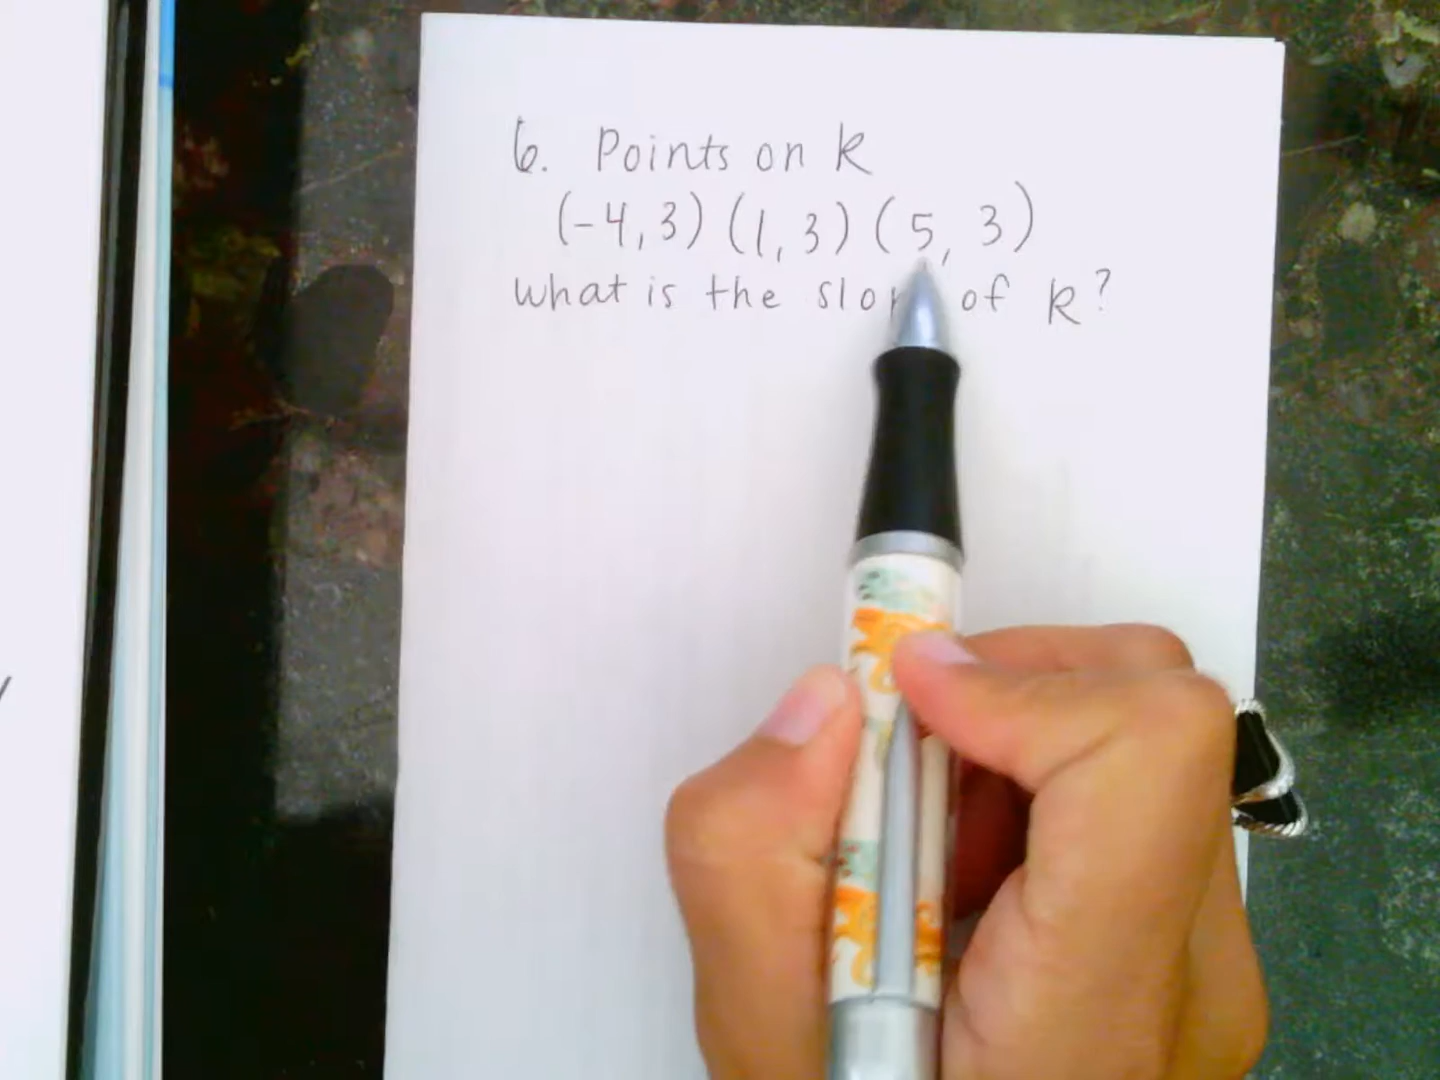 6. Points on k
(-4,3) (1,3) (5, 3)
what is the of k?